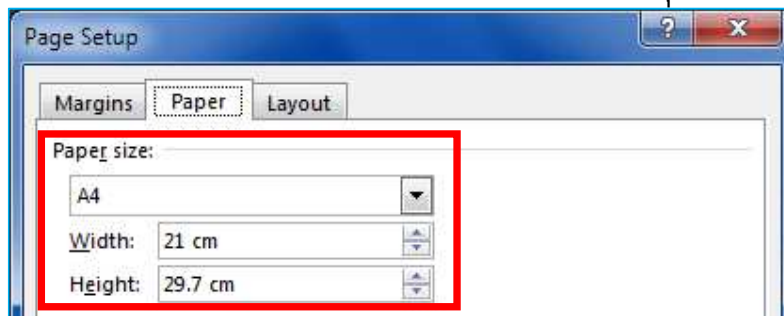 Page Setup
Margins Paper Layout
Paper size:
A4
Width: 21 cm
Height: 29.7 cm